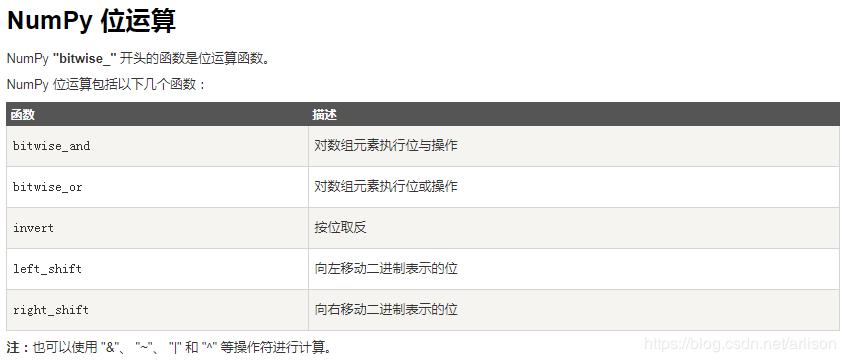 NumPy 位运算
NumPy "bitwise_" 开头的函数是位运算函数。
NumPy 位运算包括以下几个函数：
函数 描述
bitwise_and 对数组元素执行位与操作
bitwise_or 对数组元素执行位或操作
invert 按位取反
left_shift 向左移动二进制表示的位
right_shift 向右移动二进制表示的位
注：也可以使用 "&"、 "~"、 "|" 和 "^" 等操作符进行计算。
https://blog.csdn.net/arlison